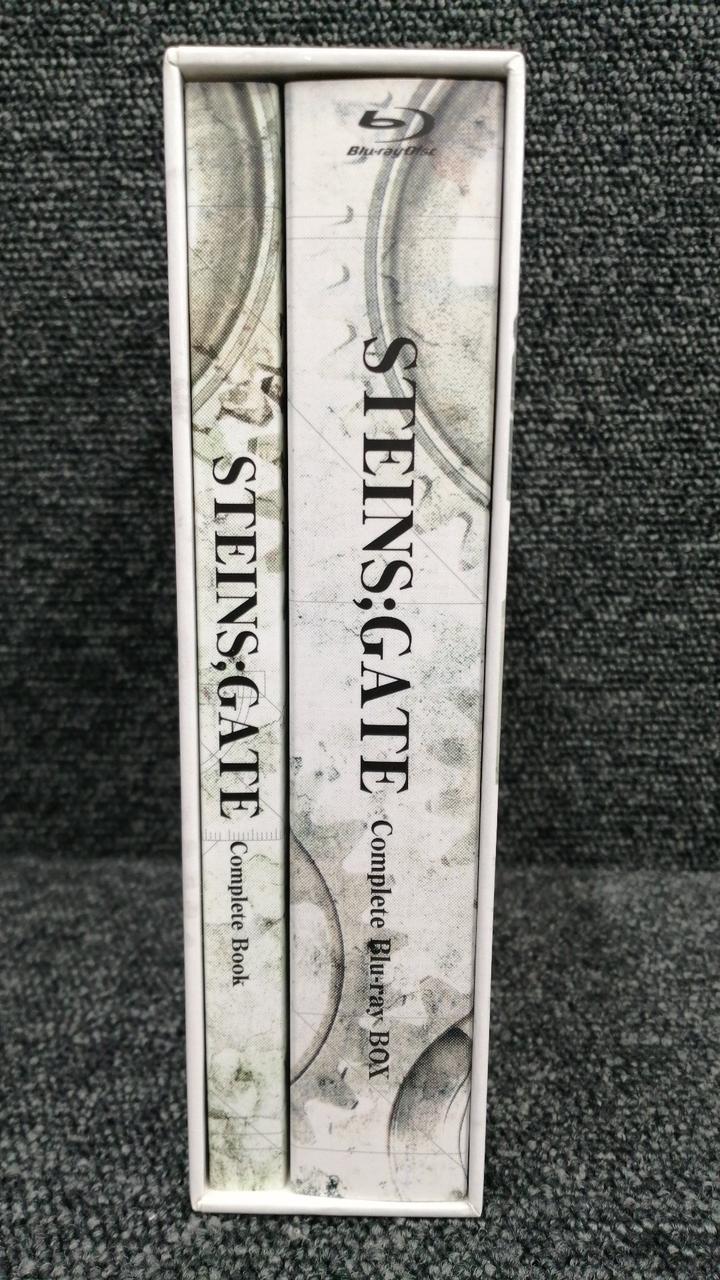 STEINS;GATE Complete Book
Blu-ray Disc
STEINS;GATE Complete Blu-ray BOX